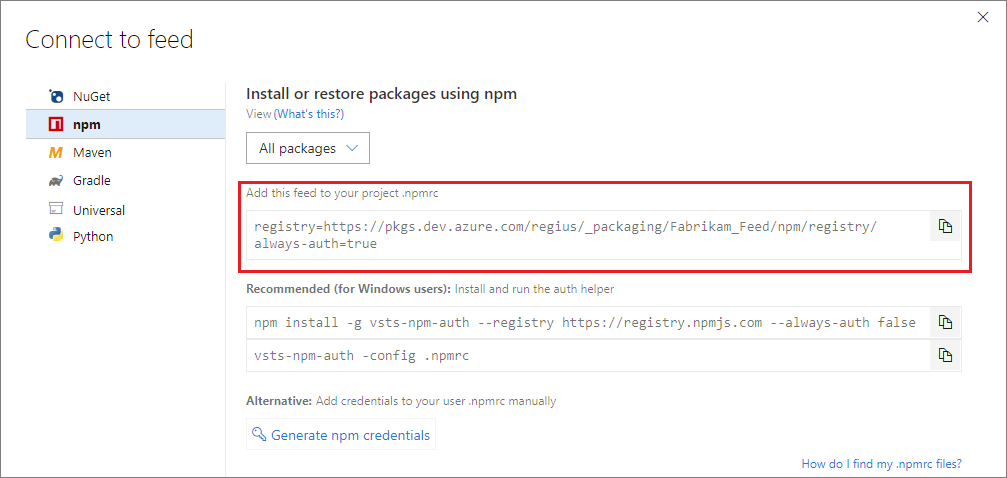 Connect to feed
NuGet
npm
Maven
Gradle
Universal
Python
Install or restore packages using npm
View (What's this?)
All packages
Add this feed to your project .npmrc
registry=https://pkgs.dev.azure.com/regius/_packaging/Fabrikam_Feed/npm/registry/
always-auth=true
Recommended (for Windows users): Install and run the auth helper
npm install -g vsts-npm-auth --registry https://registry.npmjs.com --always-auth false
vsts-npm-auth -config .npmrc
Alternative: Add credentials to your user .npmrc manually
Generate npm credentials
How do I find my .npmrc files?